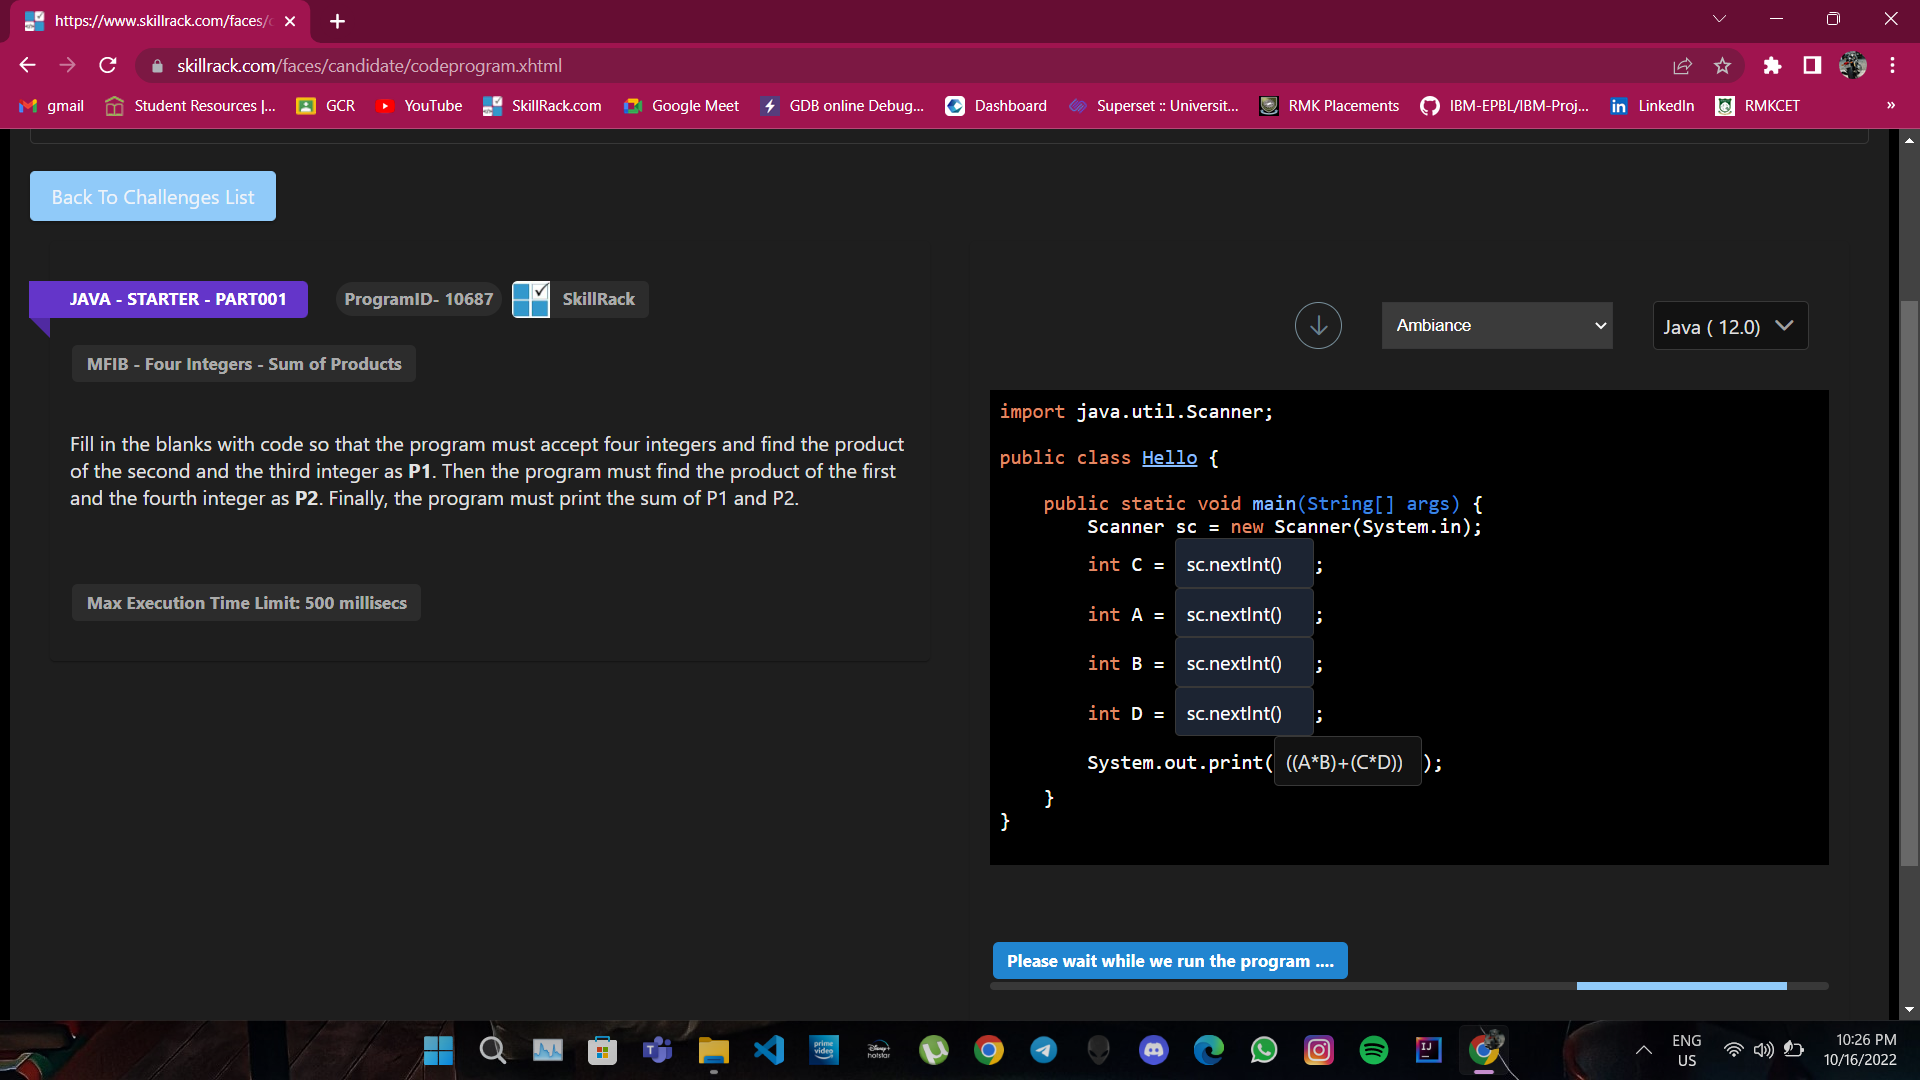 https://www.skillrack.com/faces/c
skillrack.com/faces/candidate/codeprogram.xhtml
gmail
Student Resources |...
GCR
YouTube
SkillRack.com
Google Meet
GDB online Debug...
Dashboard
Superset :: Universit...
RMK Placements
IBM-EPBL/IBM-Proj...
LinkedIn
RMKCET
»
Back To Challenges List
JAVA - STARTER - PART001
ProgramID- 10687
SkillRack
MFIB - Four Integers - Sum of Products
Fill in the blanks with code so that the program must accept four integers and find the product
of the second and the third integer as P1. Then the program must find the product of the first
and the fourth integer as P2. Finally, the program must print the sum of P1 and P2.
Max Execution Time Limit: 500 millisecs
Ambiance
Java ( 12.0)
import java.util.Scanner;
public class Hello {
public static void main(String[] args) {
Scanner sc = new Scanner(System.in);
int C = sc.nextInt() ;
int A = sc.nextInt() ;
int B = sc.nextInt() ;
int D = sc.nextInt() ;
System.out.print( ((A*B)+(C*D)) );
}
}
Please wait while we run the program ....
prime video
Disney+ hotstar
ENG
US
10:26 PM
10/16/2022